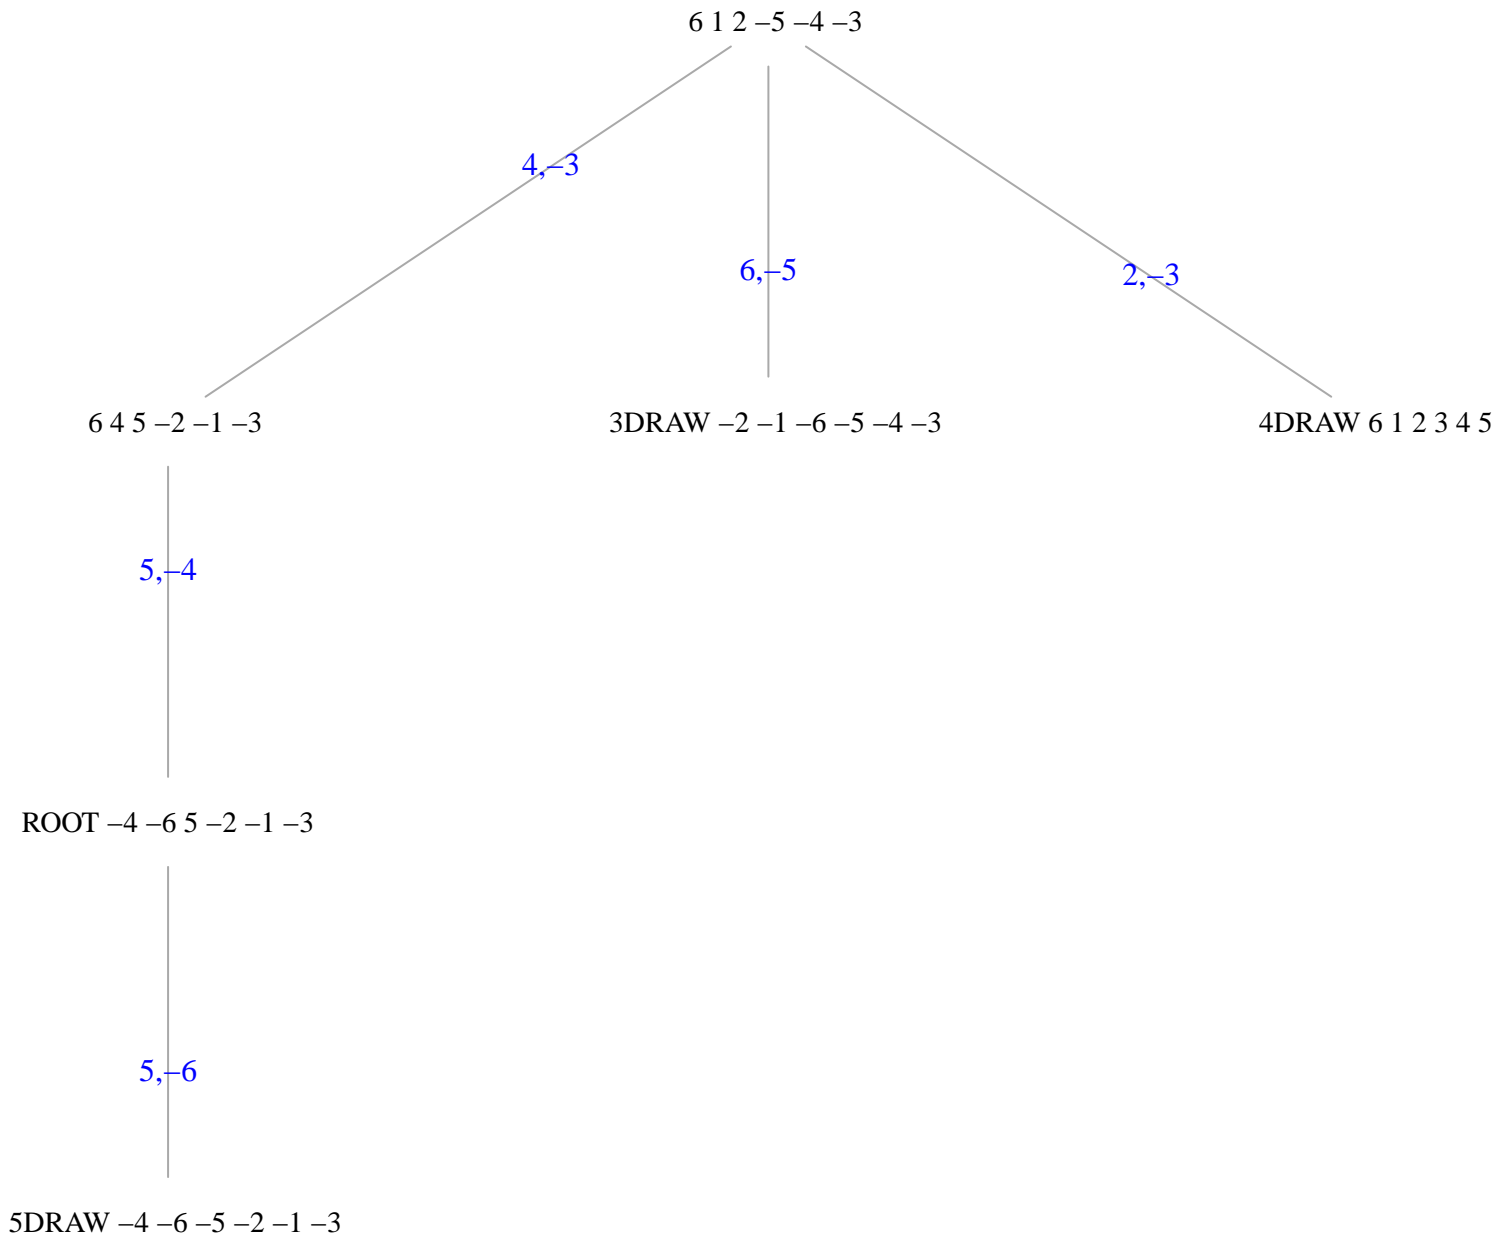 6 1 2 –5 –4 –3
4,–3
6,–5
2,–3
6 4 5 –2 –1 –3
3DRAW –2 –1 –6 –5 –4 –3
4DRAW 6 1 2 3 4 5
5,–4
ROOT –4 –6 5 –2 –1 –3
5,–6
5DRAW –4 –6 –5 –2 –1 –3